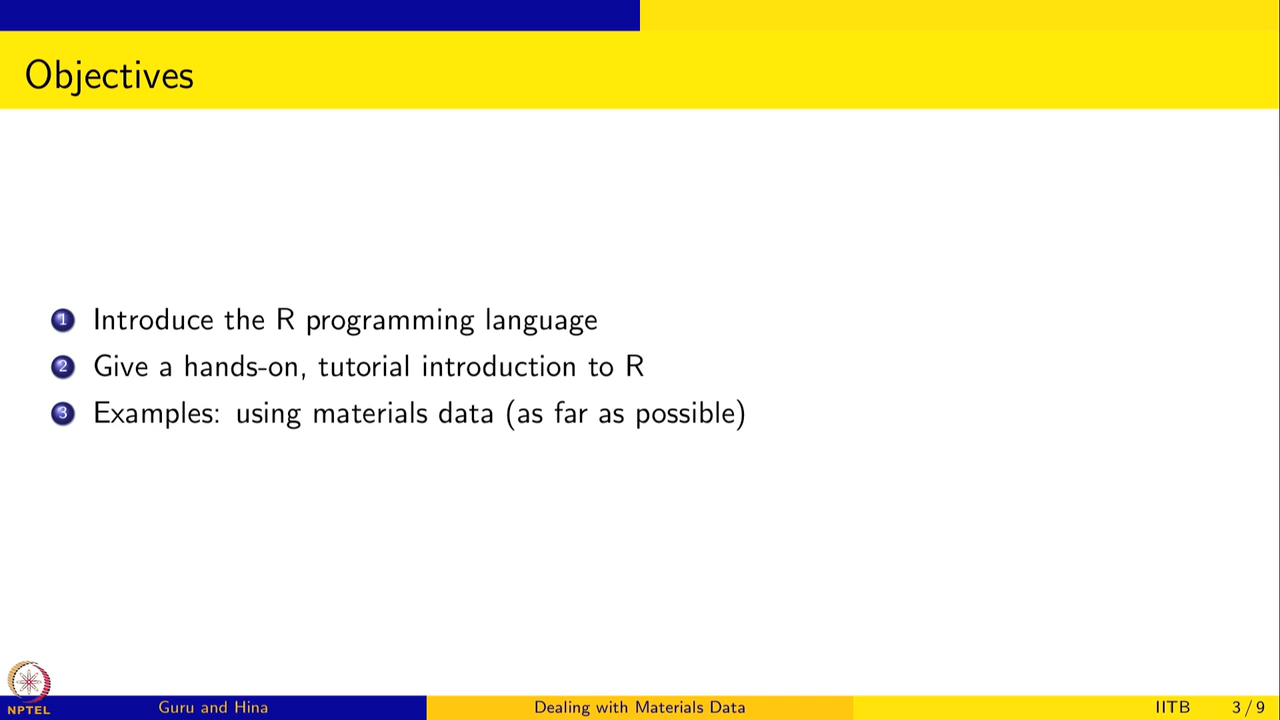 Objectives
1 Introduce the R programming language
2 Give a hands-on, tutorial introduction to R
3 Examples: using materials data (as far as possible)
NPTEL
Guru and Hina Dealing with Materials Data IITB 3 / 9